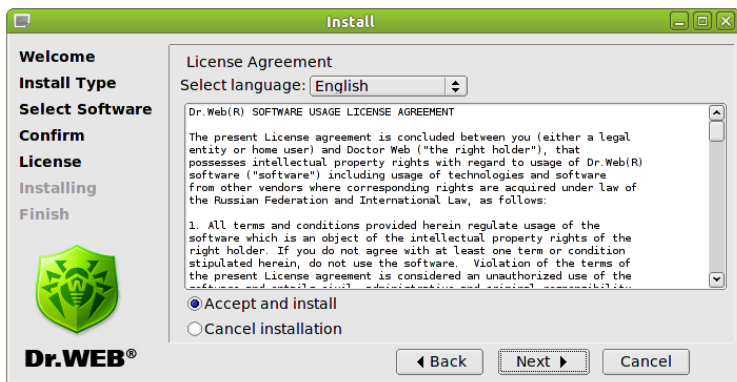 Install
Welcome
Install Type
Select Software
Confirm
License
Installing
Finish
Dr.WEB®
License Agreement
Select language: English
Dr.Web(R) SOFTWARE USAGE LICENSE AGREEMENT
The present License agreement is concluded between you (either a legal
entity or home user) and Doctor Web ("the right holder"), that
possesses intellectual property rights with regard to usage of Dr.Web(R)
software ("software") including usage of technologies and software
from other vendors where corresponding rights are acquired under law of
the Russian Federation and International Law, as follows:
1. All terms and conditions provided herein regulate usage of the
software which is an object of the intellectual property rights of the
right holder. If you do not agree with at least one term or condition
stipulated herein, do not use the software. Violation of the terms of
the present License agreement is considered an unauthorized use of the
Accept and install
Cancel installation
Back
Next
Cancel